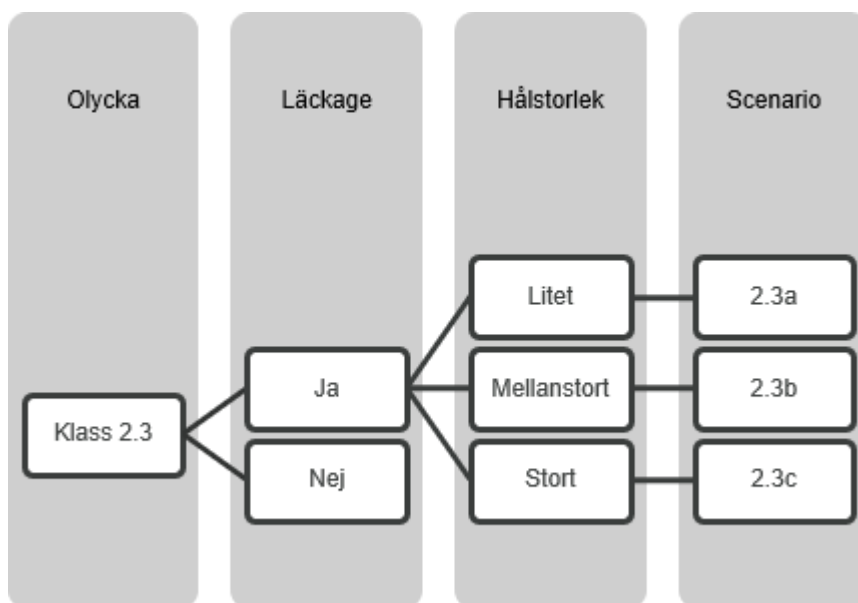 Olycka
Läckage
Hålstorlek
Scenario
Litet
2.3a
Ja
Mellanstort
2.3b
Klass 2.3
Nej
Stort
2.3c